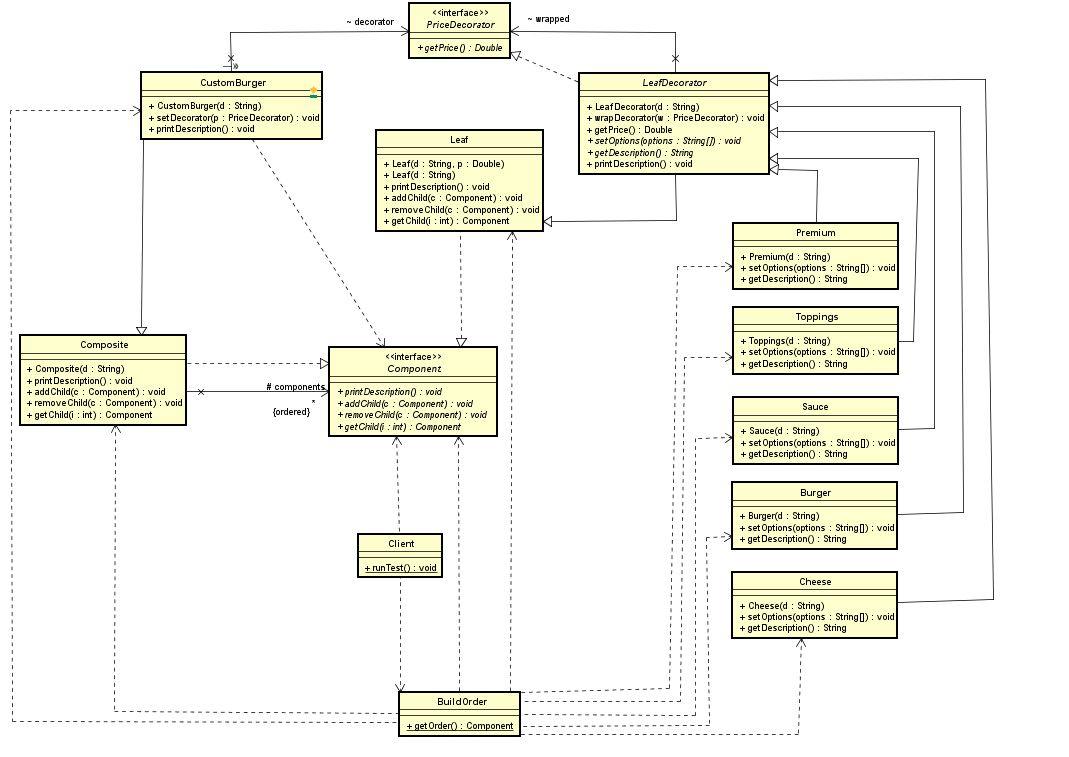 <<interface>>
PriceDecorator
+ getPrice() : Double
~ decorator
~ wrapped
CustomBurger
+ CustomBurger(d : String)
+ setDecorator(p : PriceDecorator) : void
+ printDescription() : void
LeafDecorator
+ LeafDecorator(d : String)
+ wrapDecorator(w : PriceDecorator) : void
+ getPrice() : Double
+ setOptions(options : String[]) : void
+ getDescription() : String
+ printDescription() : void
Leaf
+ Leaf(d : String, p : Double)
+ Leaf(d : String)
+ printDescription() : void
+ addChild(c : Component) : void
+ removeChild(c : Component) : void
+ getChild(i : int) : Component
Premium
+ Premium(d : String)
+ setOptions(options : String[]) : void
+ getDescription() : String
Toppings
+ Toppings(d : String)
+ setOptions(options : String[]) : void
+ getDescription() : String
Composite
+ Composite(d : String)
+ printDescription() : void
+ addChild(c : Component) : void
+ removeChild(c : Component) : void
+ getChild(i : int) : Component
# components
*
{ordered}
<<interface>>
Component
+ printDescription() : void
+ addChild(c : Component) : void
+ removeChild(c : Component) : void
+ getChild(i : int) : Component
Sauce
+ Sauce(d : String)
+ setOptions(options : String[]) : void
+ getDescription() : String
Burger
+ Burger(d : String)
+ setOptions(options : String[]) : void
+ getDescription() : String
Client
+ runTest() : void
Cheese
+ Cheese(d : String)
+ setOptions(options : String[]) : void
+ getDescription() : String
BuildOrder
+ getOrder() : Component